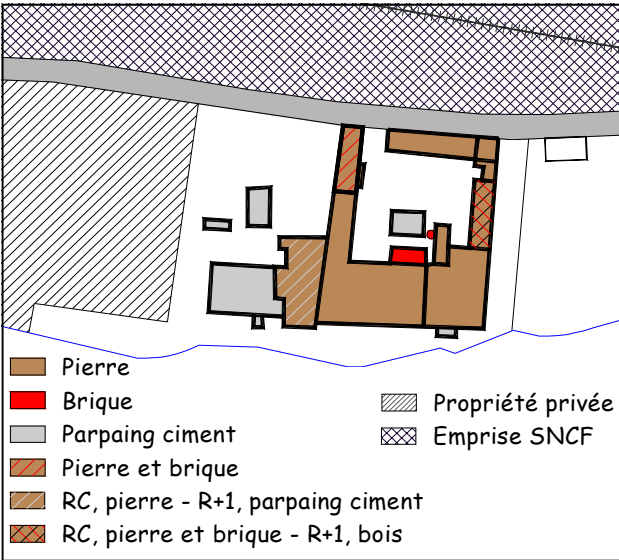 Pierre
Brique
Parpaing ciment
Pierre et brique
RC, pierre - R+1, parpaing ciment
RC, pierre et brique - R+1, bois
Propriété privée
Emprise SNCF